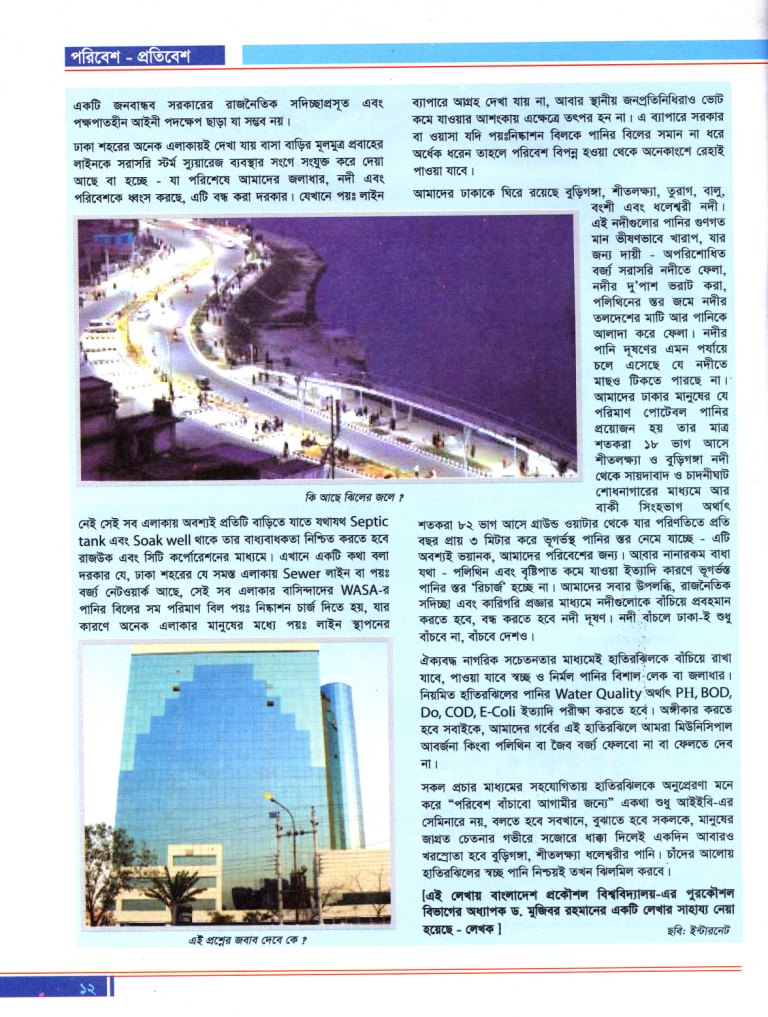 পরিবেশ - প্রতিবেশ
একটি জনবান্ধব সরকারের রাজনৈতিক সদিচ্ছাপ্রসূত এবং
পক্ষপাতহীন আইনী পদক্ষেপ ছাড়া যা সম্ভব নয়।
ঢাকা শহরের অনেক এলাকায়ই দেখা যায় বাসা বাড়ির মূলমূত্র প্রবাহের
লাইনকে সরাসরি স্টর্ম স্যুয়ারেজ ব্যবস্থার সংগে সংযুক্ত করে দেয়া
আছে বা হচ্ছে - যা পরিশেষে আমাদের জলাধার, নদী এবং
পরিবেশকে ধ্বংস করছে, এটি বন্ধ করা দরকার। যেখানে পয়ঃ লাইন
কি আছে ঝিলের জলে ?
নেই সেই সব এলাকায় অবশ্যই প্রতিটি বাড়িতে যাতে যথাযথ Septic
tank এবং Soak well থাকে তার বাধ্যবাধকতা নিশ্চিত করতে হবে
রাজউক এবং সিটি কর্পোরেশনের মাধ্যমে। এখানে একটি কথা বলা
দরকার যে, ঢাকা শহরের যে সমস্ত এলাকায় Sewer লাইন বা পয়ঃ
বর্জ্য নেটওয়ার্ক আছে, সেই সব এলাকার বাসিন্দাদের WASA-র
পানির বিলের সম পরিমাণ বিল পয়ঃ নিষ্কাশন চার্জ দিতে হয়, যার
কারণে অনেক এলাকার মানুষের মধ্যে পয়ঃ লাইন স্থাপনের
এই প্রশ্নের জবাব দেবে কে ?
ব্যাপারে আগ্রহ দেখা যায় না, আবার স্থানীয় জনপ্রতিনিধিরাও ভোট
কমে যাওয়ার আশংকায় এক্ষেত্রে তৎপর হন না। এ ব্যাপারে সরকার
বা ওয়াসা যদি পয়ঃনিষ্কাশন বিলকে পানির বিলের সমান না ধরে
অর্ধেক ধরেন তাহলে পরিবেশ বিপন্ন হওয়া থেকে অনেকাংশে রেহাই
পাওয়া যাবে।
আমাদের ঢাকাকে ঘিরে রয়েছে বুড়িগঙ্গা, শীতলক্ষ্যা, তুরাগ, বালু,
বংশী এবং ধলেশ্বরী নদী।
এই নদীগুলোর পানির গুণগত
মান ভীষণভাবে খারাপ, যার
জন্য দায়ী - অপরিশোধিত
বর্জ্য সরাসরি নদীতে ফেলা,
নদীর দু'পাশ ভরাট করা,
পলিথিনের স্তর জমে নদীর
তলদেশের মাটি আর পানিকে
আলাদা করে ফেলা। নদীর
পানি দূষণের এমন পর্যায়ে
চলে এসেছে যে নদীতে
মাছও টিকতে পারছে না।
আমাদের ঢাকার মানুষের যে
পরিমাণ পোটেবল পানির
প্রয়োজন হয় তার মাত্র
শতকরা ১৮ ভাগ আসে
শীতলক্ষ্যা ও বুড়িগঙ্গা নদী
থেকে সায়দাবাদ ও চাদনীঘাট
শোধনাগারের মাধ্যমে আর
বাকী সিংহভাগ অর্থাৎ
শতকরা ৮২ ভাগ আসে গ্রাউন্ড ওয়াটার থেকে যার পরিণতিতে প্রতি
বছর প্রায় ৩ মিটার করে ভূগর্ভস্থ পানির স্তর নেমে যাচ্ছে - এটি
অবশ্যই ভয়ানক, আমাদের পরিবেশের জন্য। আবার নানারকম বাধা
যথা - পলিথিন এবং বৃষ্টিপাত কমে যাওয়া ইত্যাদি কারণে ভূগর্ভস্ত
পানির স্তর 'রিচার্জ' হচ্ছে না। আমাদের সবার উপলব্ধি, রাজনৈতিক
সদিচ্ছা এবং কারিগরি প্রজ্ঞার মাধ্যমে নদীগুলোকে বাঁচিয়ে প্রবহমান
করতে হবে, বন্ধ করতে হবে নদী দূষণ। নদী বাঁচলে ঢাকা-ই শুধু
বাঁচবে না, বাঁচবে দেশও।
ঐক্যবদ্ধ নাগরিক সচেতনতার মাধ্যমেই হাতিরঝিলকে বাঁচিয়ে রাখা
যাবে, পাওয়া যাবে স্বচ্ছ ও নির্মল পানির বিশাল লেক বা জলাধার।
নিয়মিত হাতিরঝিলের পানির Water Quality অর্থাৎ PH, BOD,
Do, COD, E-Coli ইত্যাদি পরীক্ষা করতে হবে। অঙ্গীকার করতে
হবে সবাইকে, আমাদের গর্বের এই হাতিরঝিলে আমরা মিউনিসিপাল
আবর্জনা কিংবা পলিথিন বা জৈব বর্জ্য ফেলবো না বা ফেলতে দেব
না।
সকল প্রচার মাধ্যমের সহযোগিতায় হাতিরঝিলকে অনুপ্রেরণা মনে
করে “পরিবেশ বাঁচাবো আগামীর জন্যে” একথা শুধু আইইবি-এর
সেমিনারে নয়, বলতে হবে সবখানে, বুঝাতে হবে সকলকে, মানুষের
জাগ্রত চেতনার গভীরে সজোরে ধাক্কা দিলেই একদিন আবারও
খরস্রোতা হবে বুড়িগঙ্গা, শীতলক্ষ্যা ধলেশ্বরীর পানি। চাঁদের আলোয়
হাতিরঝিলের স্বচ্ছ পানি নিশ্চয়ই তখন ঝিলমিল করবে।
[এই লেখায় বাংলাদেশ প্রকৌশল বিশ্ববিদ্যালয়-এর পুরকৌশল
বিভাগের অধ্যাপক ড. মুজিবর রহমানের একটি লেখার সাহায্য নেয়া
হয়েছে - লেখক ]
ছবি: ইন্টারনেট
১২